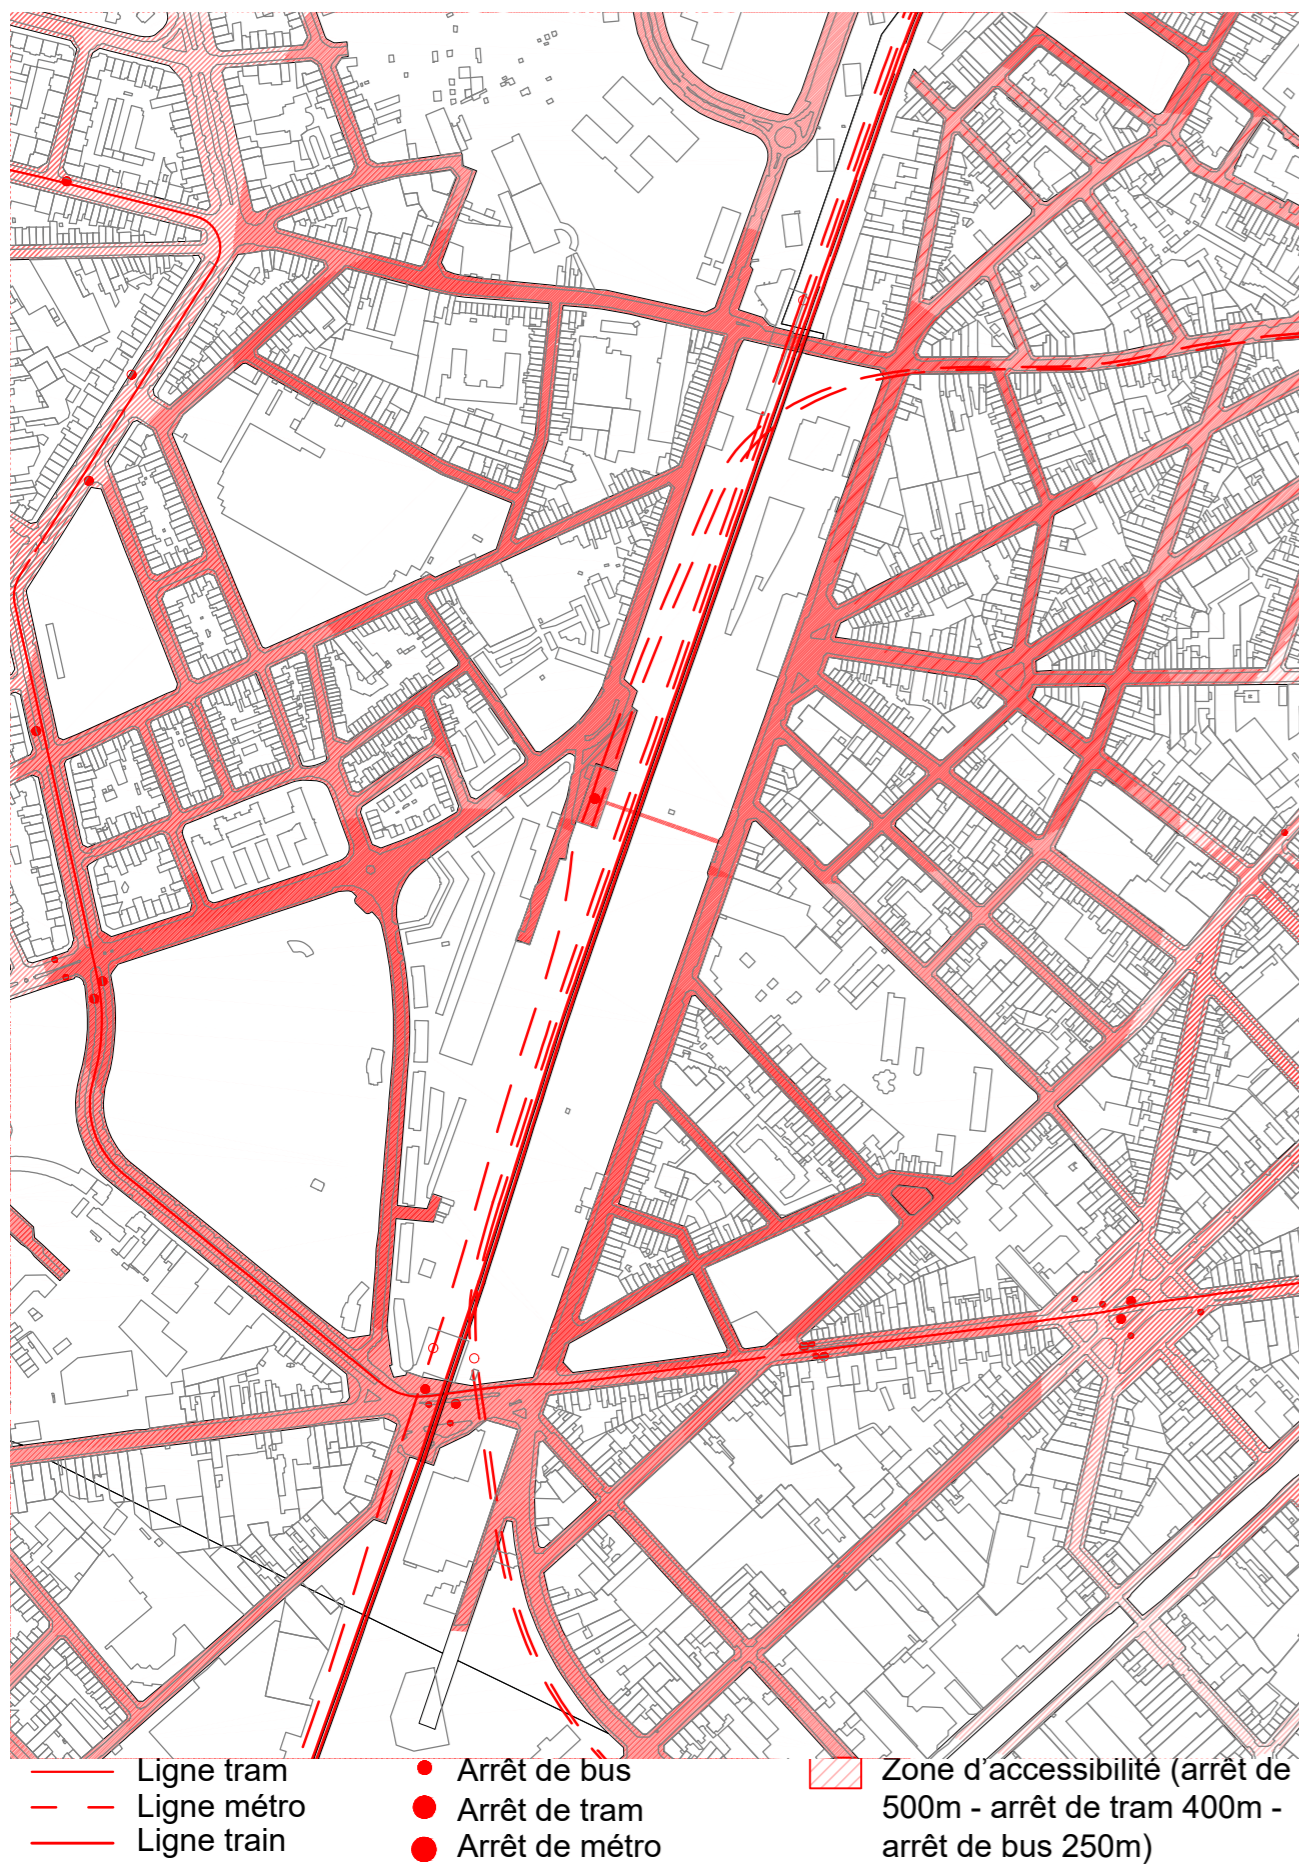 Ligne tram
Ligne métro
Ligne train
Arrêt de bus
Arrêt de tram
Arrêt de métro
Zone d’accessibilité (arrêt de
500m - arrêt de tram 400m -
arrêt de bus 250m)